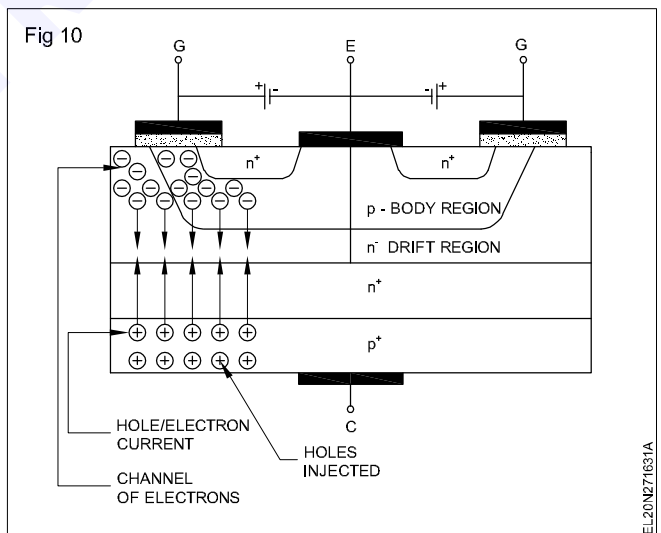 Fig 10
G
E
G
+ -
- +
n+
n+
p - BODY REGION
n- DRIFT REGION
n+
p+
C
HOLE/ELECTRON
CURRENT
HOLES
INJECTED
CHANNEL
OF ELECTRONS
EL20N271631A